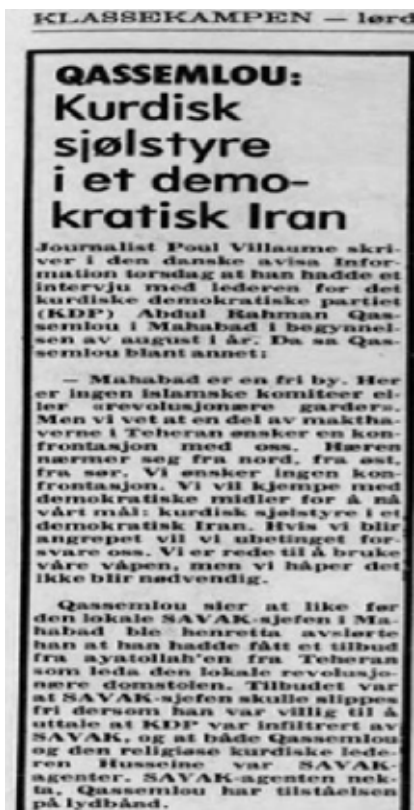 KLASSEKAMPEN — lørd
QASSEMLOU:
Kurdisk
sjølstyre
i et demo-
kratisk Iran
Journalist Poul Villaume skri-
ver i den danske avisa Infor-
mation torsdag at han hadde et
intervju med lederen for det
kurdiske demokratiske partiet
(KDP) Abdul Rahman Qas-
semlou i Mahabad i begynnel-
sen av august i år. Da sa Qas-
semlou blant annet:
— Mahabad er en fri by. Her
er ingen islamske komiteer el-
ler «revolusjonære garder».
Men vi vet at en del av maktha-
verne i Teheran ønsker en kon-
frontasjon med oss. Hæren
nærmer seg fra nord, fra øst,
fra sør. Vi ønsker ingen kon-
frontasjon. Vi vil kjempe med
demokratiske midler for å nå
vårt mål: kurdisk sjølstyre i et
demokratisk Iran. Hvis vi blir
angrepet vil vi ubetinget for-
svare oss. Vi er rede til å bruke
våre våpen, men vi håper det
ikke blir nødvendig.
Qassemlou sier at like før
den lokale SAVAK-sjefen i Ma-
habad ble henretta avslørte
han at han hadde fått et tilbud
fra ayatollah'en fra Teheran
som leda den lokale revolusjo-
nære domstolen. Tilbudet var
at SAVAK-sjefen skulle slippes
fri dersom han var villig til å
uttale at KDP var infiltrert av
SAVAK, og at både Qassemlou
og den religiøse kurdiske lede-
ren Husseine var SAVAK-
agenter. SAVAK-agenten nek-
ta. Qassemlou har tilståelsen
på lydbånd.